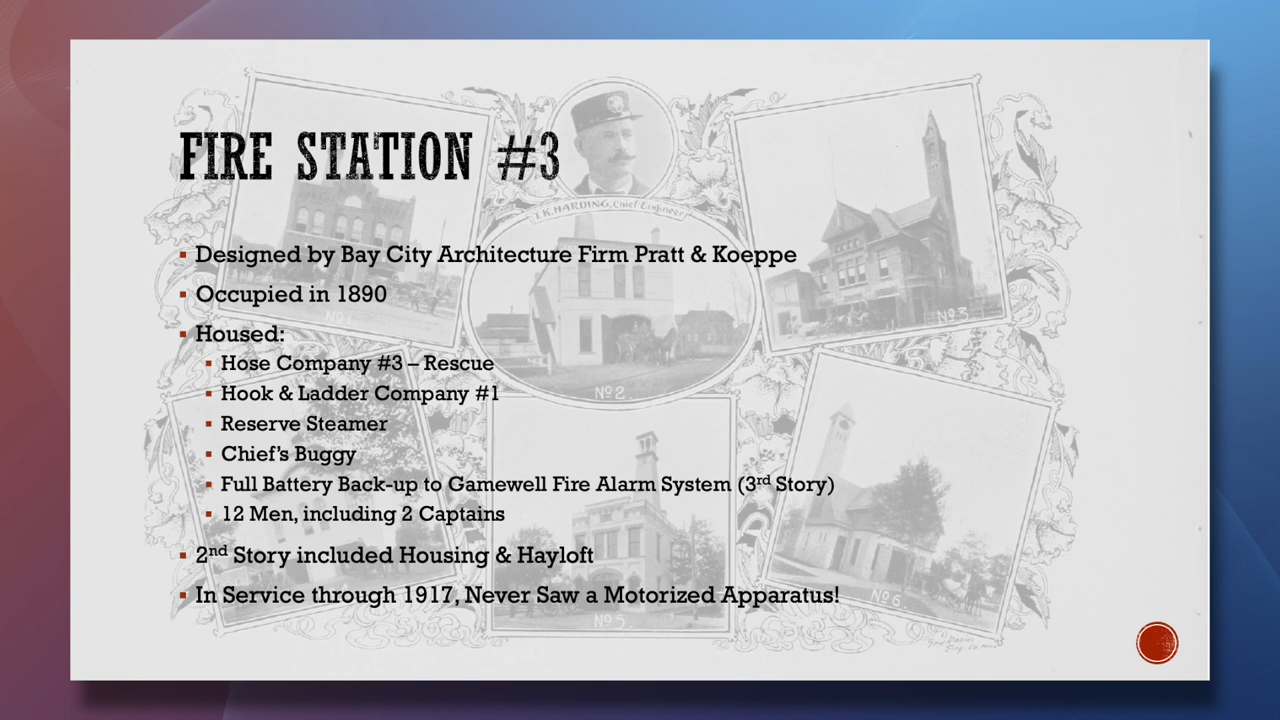 FIRE STATION #3
T.K. HARDING, Chief Engineer
▪ Designed by Bay City Architecture Firm Pratt & Koeppe
▪ Occupied in 1890
▪ Housed:
▪ Hose Company #3 – Rescue
▪ Hook & Ladder Company #1
▪ Reserve Steamer
▪ Chief's Buggy
▪ Full Battery Back-up to Gamewell Fire Alarm System (3rd Story)
▪ 12 Men, including 2 Captains
▪ 2nd Story included Housing & Hayloft
▪ In Service through 1917, Never Saw a Motorized Apparatus!
No 1.
No 2.
No 3.
No 5.
No 6.